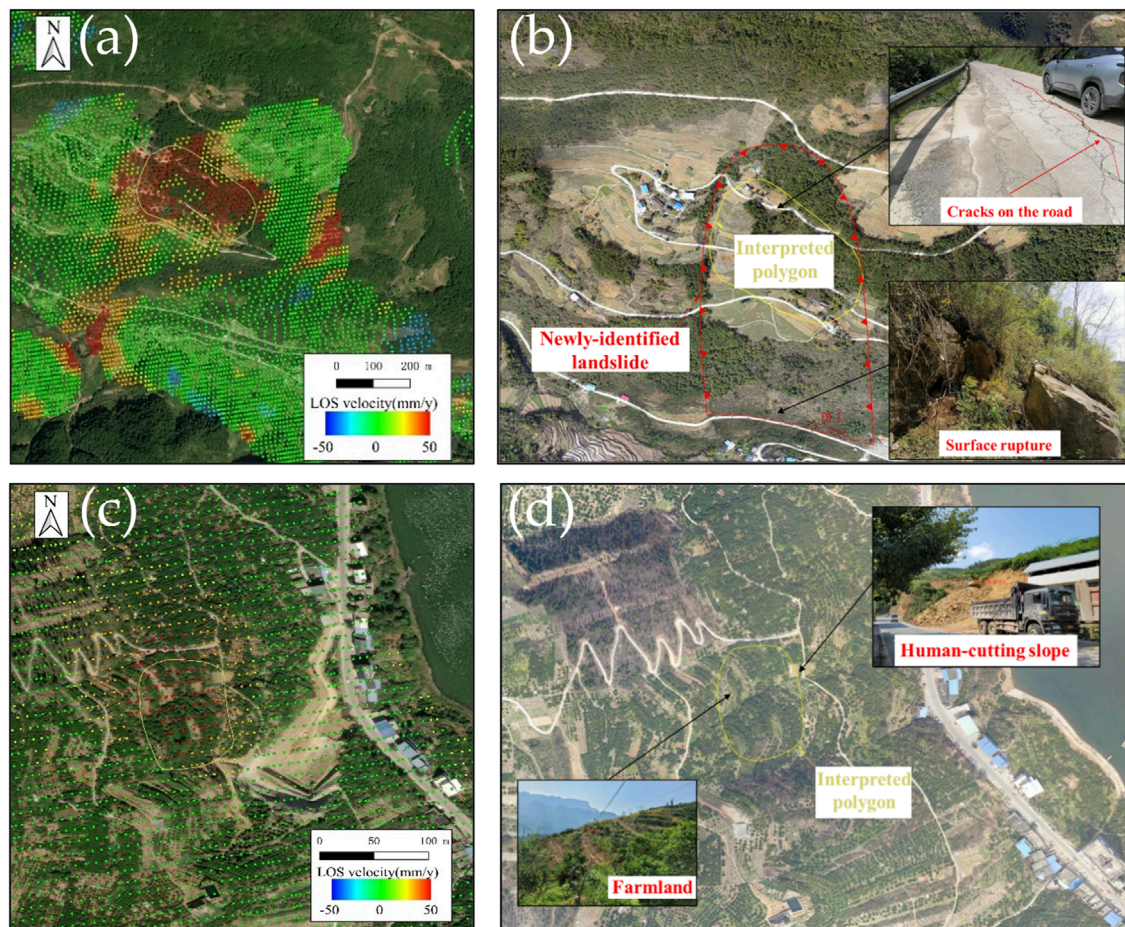 N
(a)
0 100 200 m
LOS velocity(mm/y)
-50 0 50
(b)
Cracks on the road
Interpreted
polygon
Newly-identified
landslide
Surface rupture
N
(c)
0 50 100 m
LOS velocity(mm/y)
-50 0 50
(d)
Human-cutting slope
Interpreted
polygon
Farmland